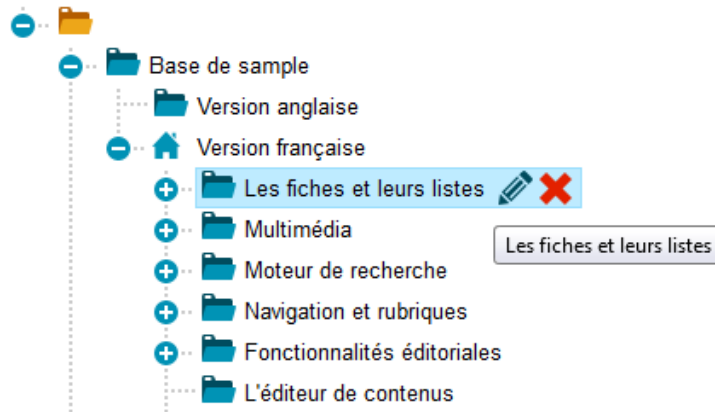 Base de sample
Version anglaise
Version française
Les fiches et leurs listes
Multimédia
Les fiches et leurs listes
Moteur de recherche
Navigation et rubriques
Fonctionnalités éditoriales
L'éditeur de contenus